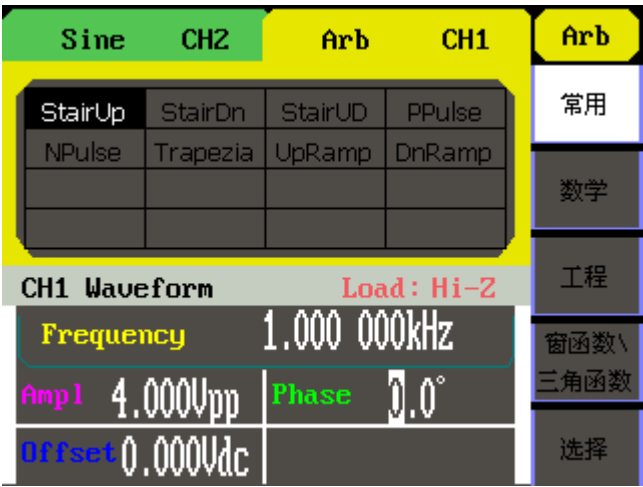 Sine CH2 Arb CH1 Arb
StairUp StairDn StairUD PPulse
NPulse Trapezia UpRamp DnRamp
常用
数学
工程
窗函数\
三角函数
选择
CH1 Waveform Load:Hi-Z
Frequency 1.000 000kHz
Ampl 4.000Vpp Phase 0.0°
Offset 0.000Vdc